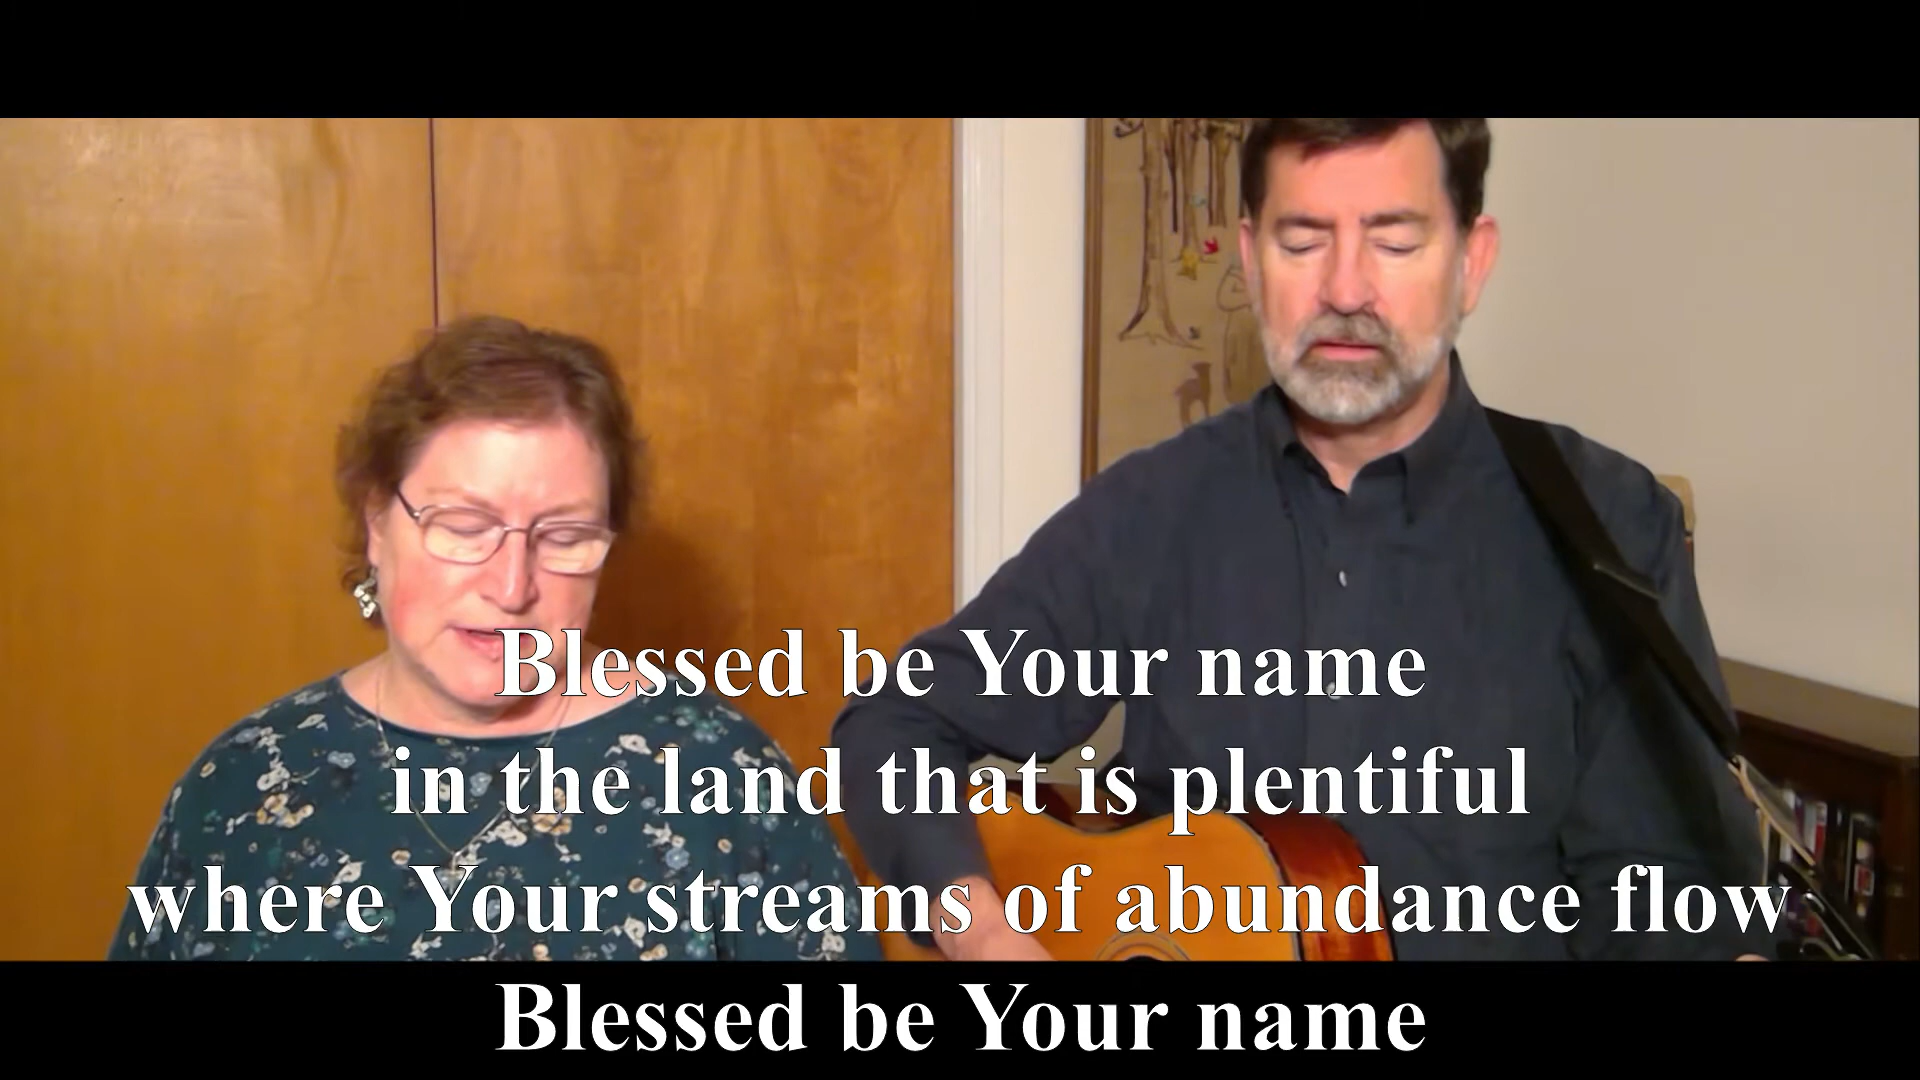 Blessed be Your name
in the land that is plentiful
where Your streams of abundance flow
Blessed be Your name